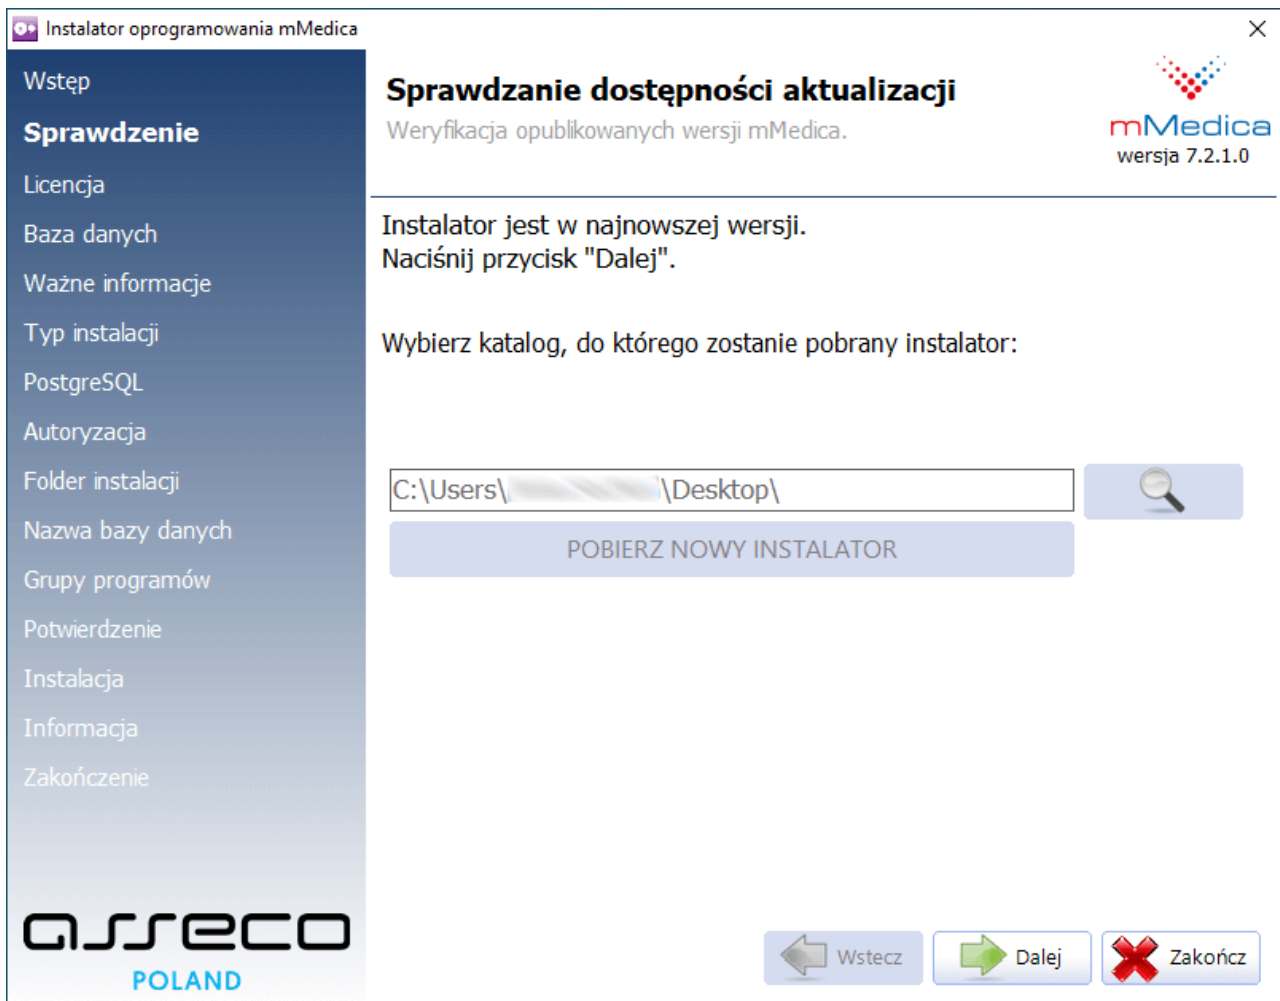 Instalator oprogramowania mMedica
Wstęp
Sprawdzenie
Licencja
Baza danych
Ważne informacje
Typ instalacji
PostgreSQL
Autoryzacja
Folder instalacji
Nazwa bazy danych
Grupy programów
Potwierdzenie
Instalacja
Informacja
Zakończenie
asseco
POLAND
Sprawdzanie dostępności aktualizacji
Weryfikacja opublikowanych wersji mMedica.
mMedica
wersja 7.2.1.0
Instalator jest w najnowszej wersji.
Naciśnij przycisk "Dalej".
Wybierz katalog, do którego zostanie pobrany instalator:
C:\Users\ \Desktop\
POBIERZ NOWY INSTALATOR
Wstecz
Dalej
Zakończ